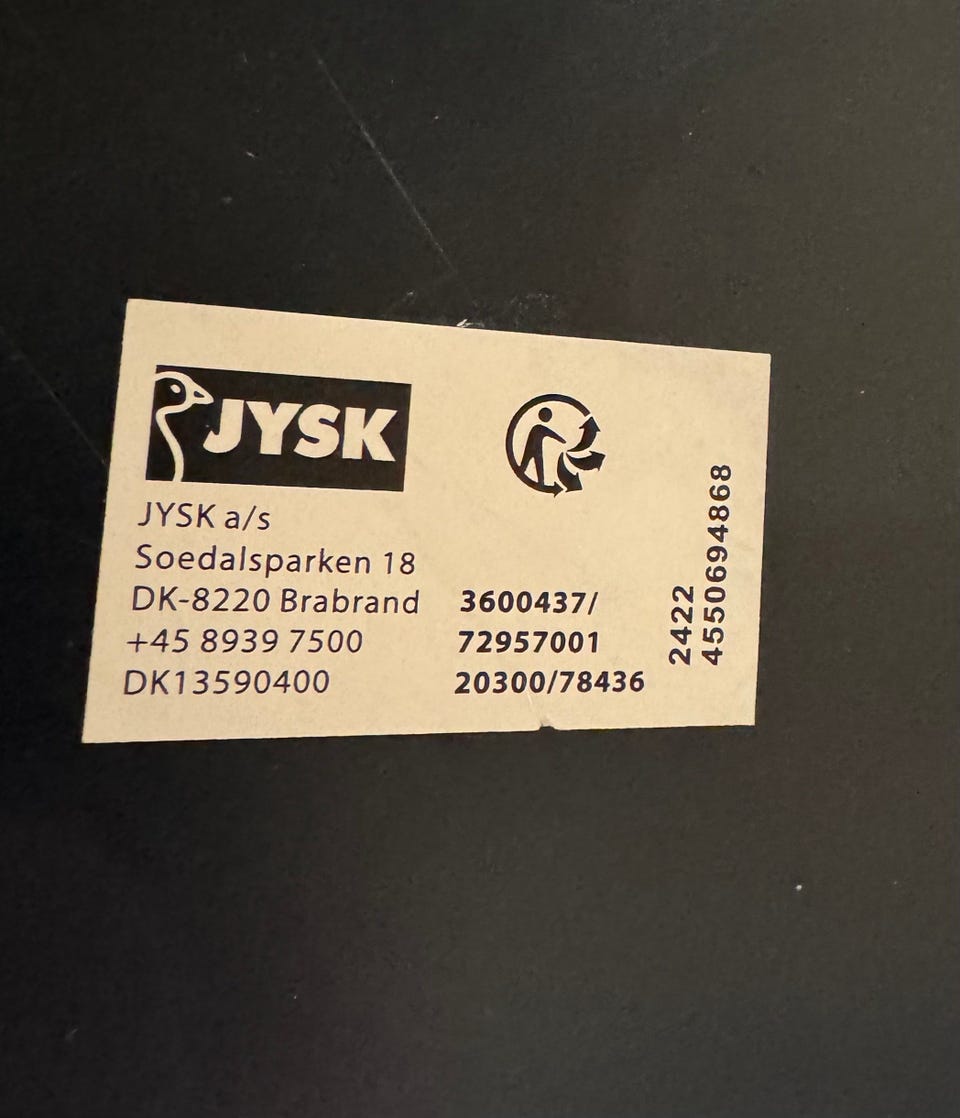 JYSK
JYSK a/s
Soedalsparken 18
DK-8220 Brabrand
+45 8939 7500
DK13590400
3600437/
72957001
20300/78436
2422
4550694868